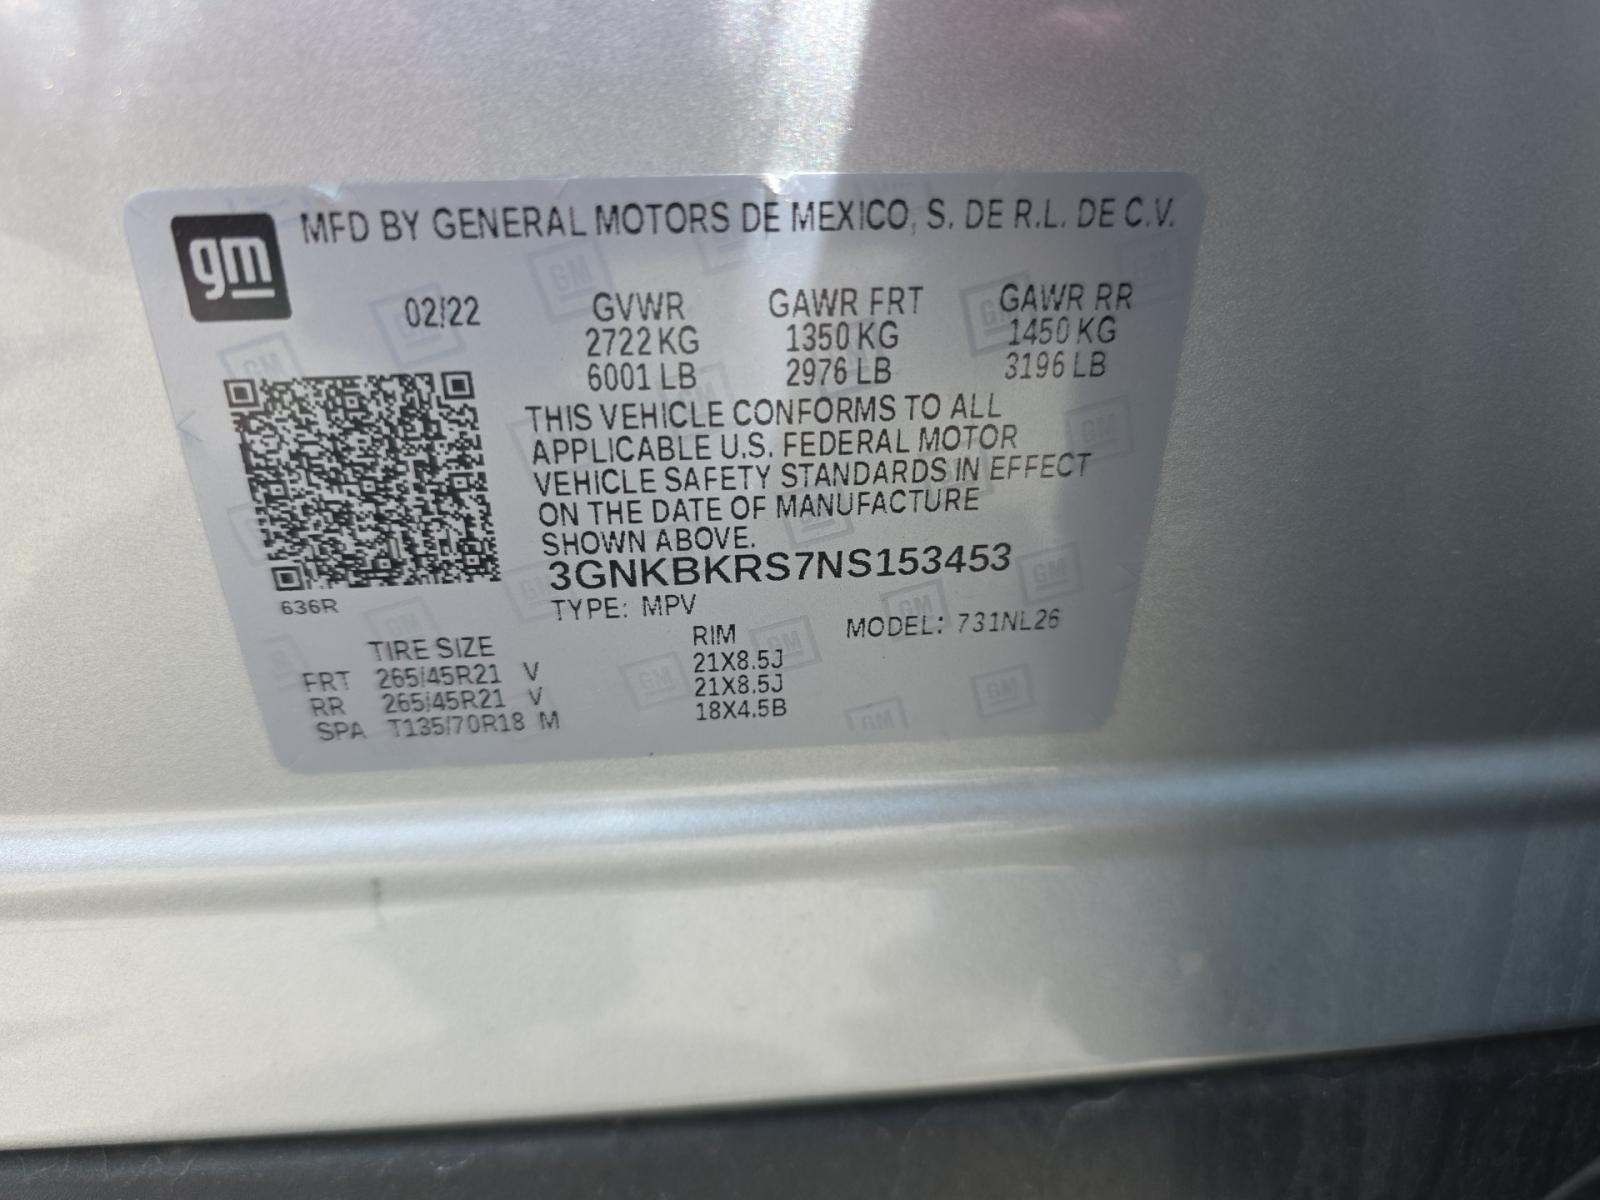 gm MFD BY GENERAL MOTORS DE MEXICO, S. DE R.L. DE C.V.
02/22 GVWR GAWR FRT GAWR RR
2722 KG 1350 KG 1450 KG
6001 LB 2976 LB 3196 LB
THIS VEHICLE CONFORMS TO ALL
APPLICABLE U.S. FEDERAL MOTOR
VEHICLE SAFETY STANDARDS IN EFFECT
ON THE DATE OF MANUFACTURE
SHOWN ABOVE.
3GNKBKRS7NS153453
636R TYPE: MPV MODEL: 731NL26
TIRE SIZE RIM
FRT 265/45R21 V 21X8.5J
RR 265/45R21 V 21X8.5J
SPA T135/70R18 M 18X4.5B